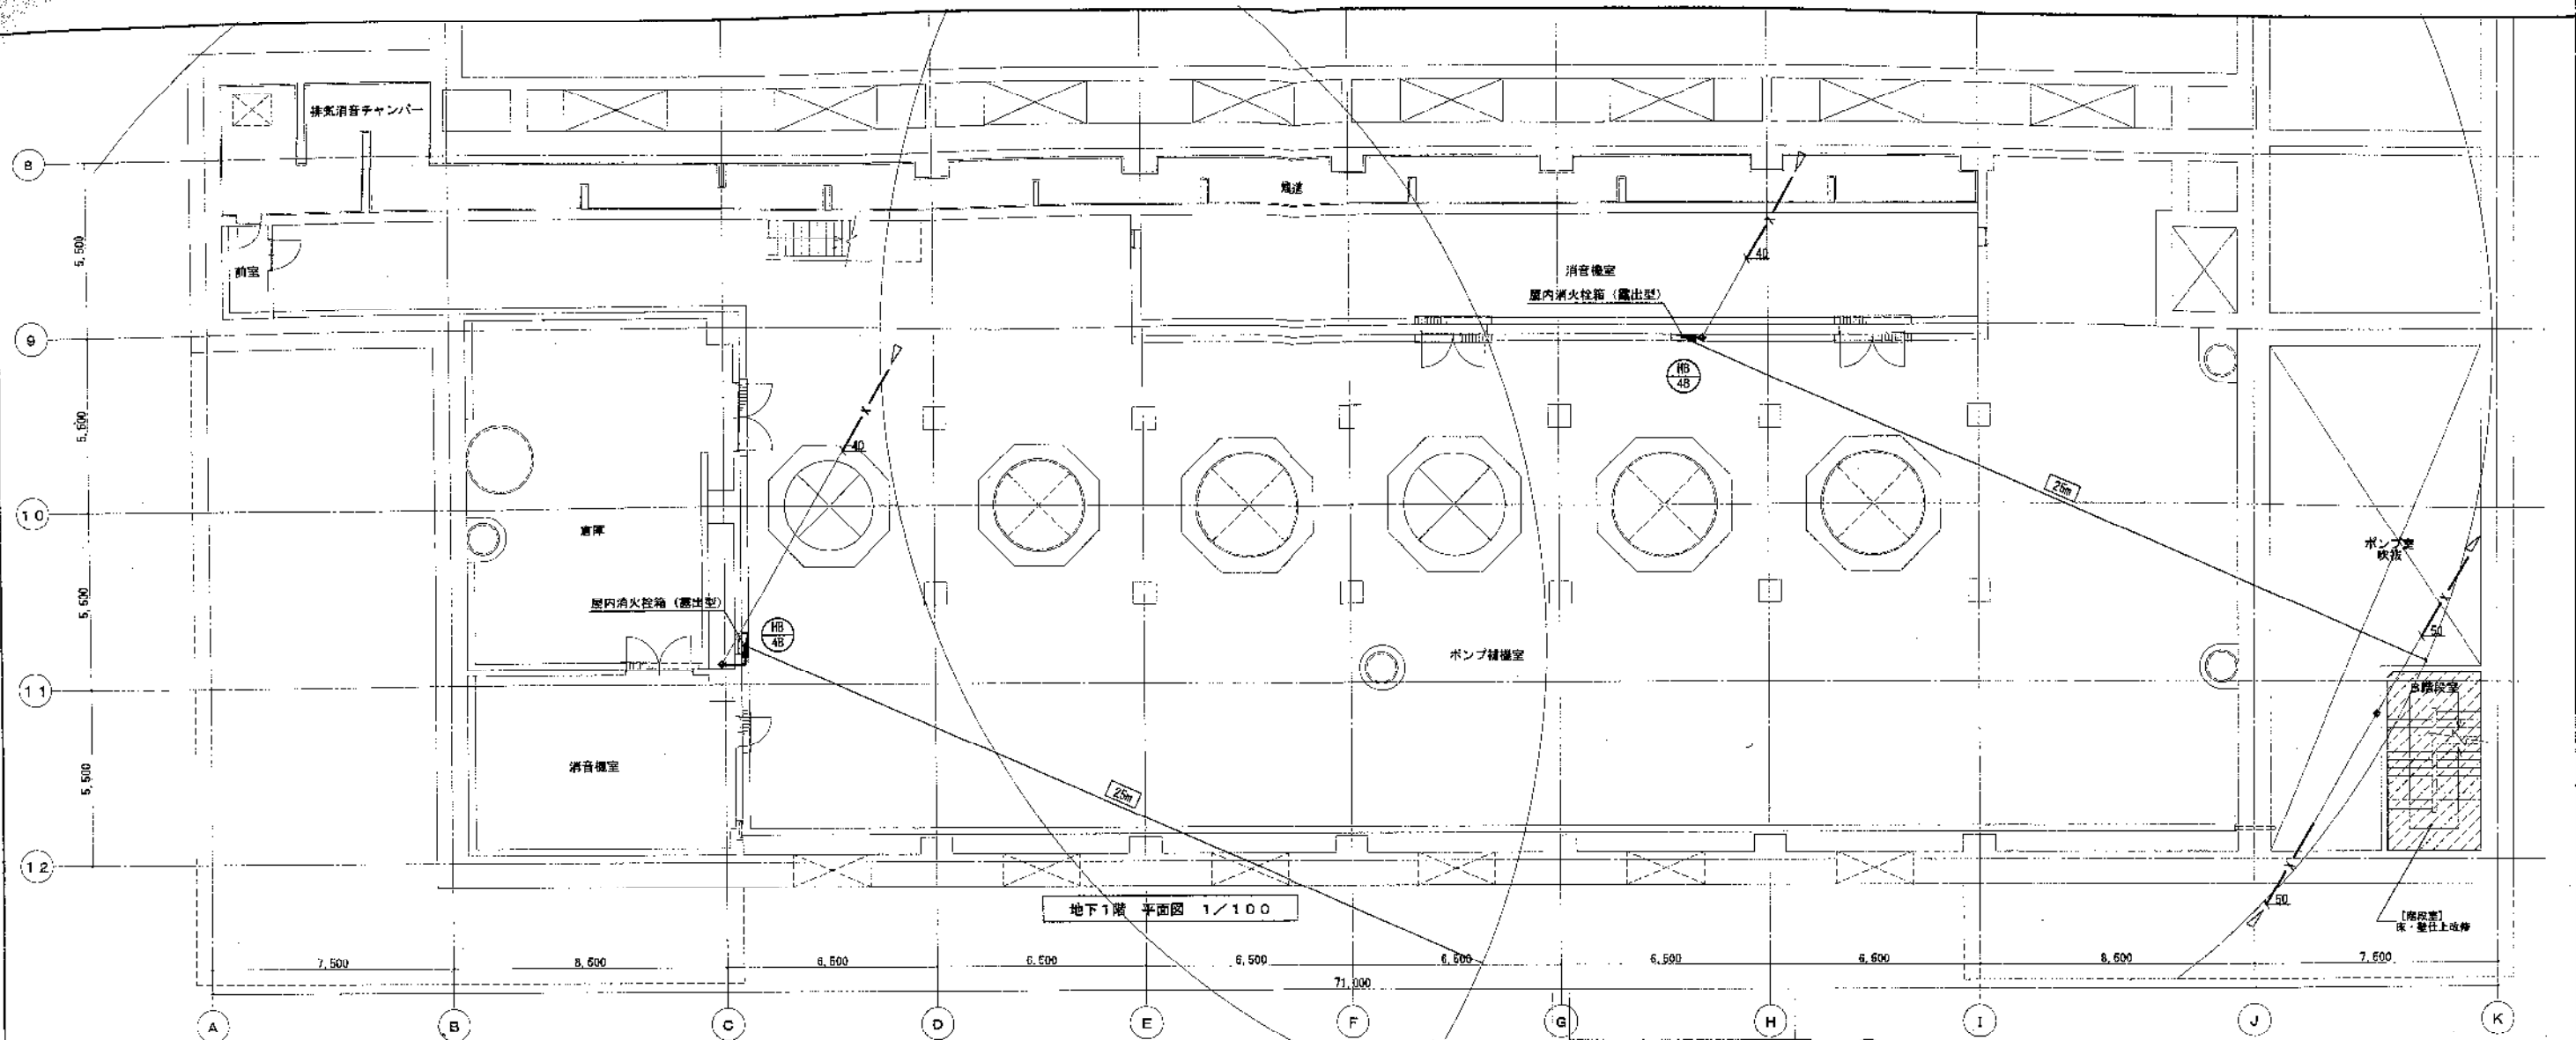 排気消音チャンバー
8
煙道
5,500
前室
40
消音機室
屋内消火栓箱（露出型）
9
HB
4B
5,500
40
25m
10
倉庫
ポンプ室
吹抜
5,500
屋内消火栓箱（露出型）
HB
4B
50
ポンプ補機室
11
B階段室
5,500
消音機室
25m
12
地下1階 平面図 1/100
50
[階段室]
床・壁仕上改修
7,500
8,500
6,500
6,500
6,500
6,500
6,500
6,500
8,500
7,500
71,000
A
B
C
D
E
F
G
H
I
J
K